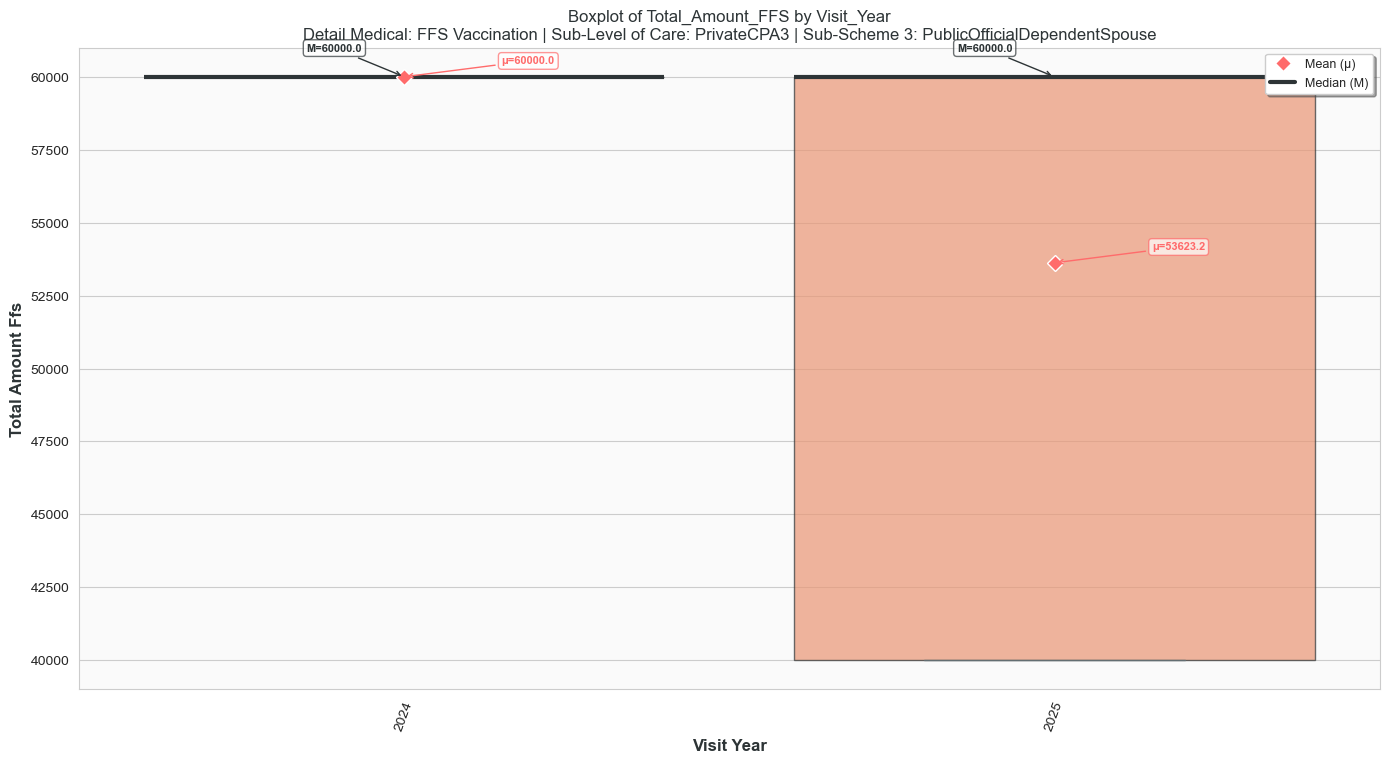 Boxplot of Total_Amount_FFS by Visit_Year
Detail Medical: FFS Vaccination | Sub-Level of Care: PrivateCPA3 | Sub-Scheme 3: PublicOfficialDependentSpouse
M=60000.0
μ=60000.0
M=60000.0
μ=53623.2
Mean (μ)
Median (M)
60000
57500
55000
52500
50000
47500
45000
42500
40000
Total Amount Ffs
2024
2025
Visit Year